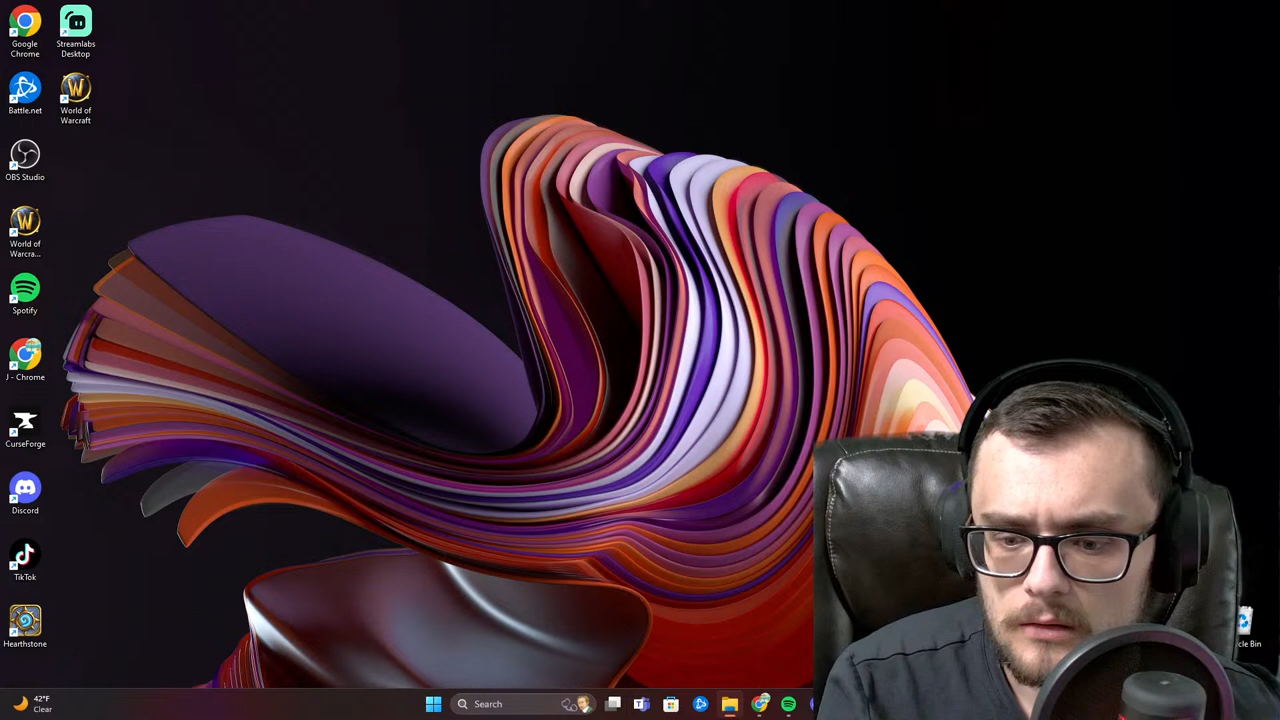 Google
Chrome
Streamlabs
Desktop
Battle.net
World of
Warcraft
OBS Studio
World of
Warcra...
Spotify
J - Chrome
CurseForge
Discord
TikTok
Hearthstone
cle Bin
42°F
Clear
Search